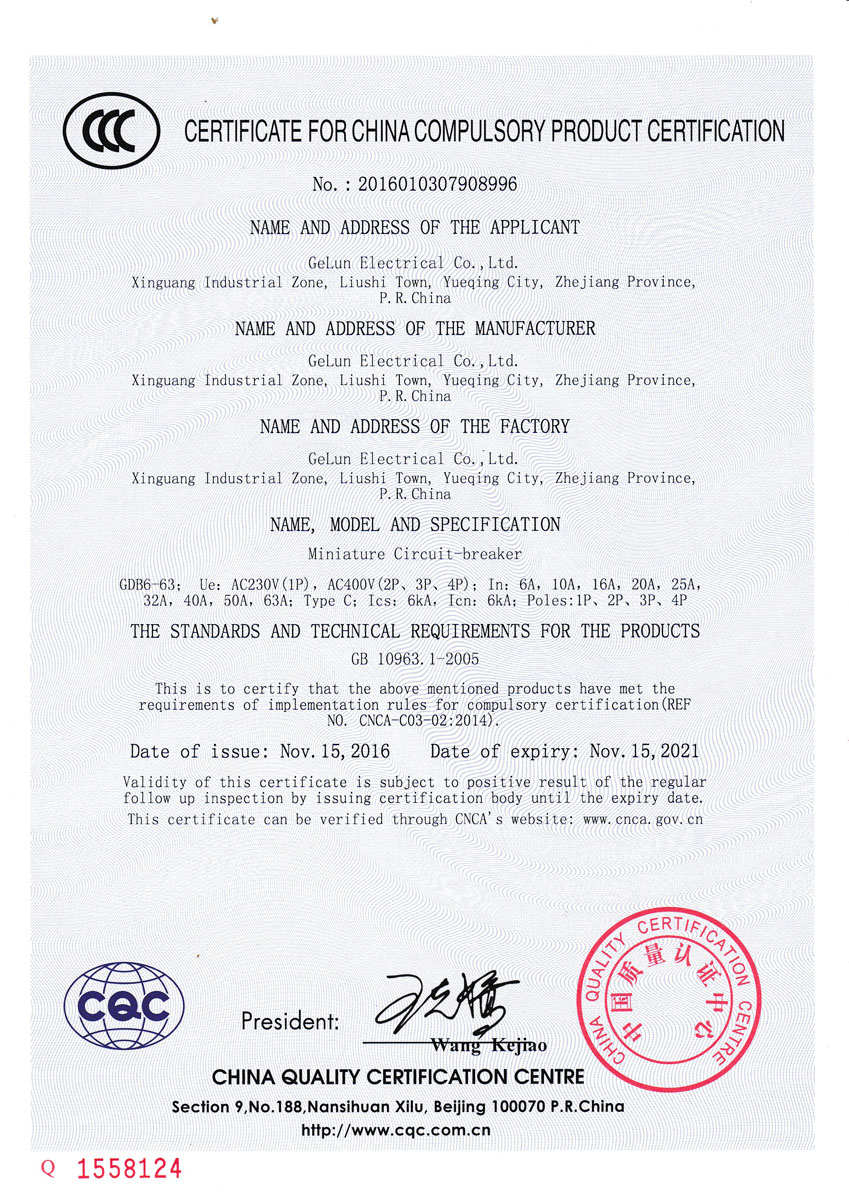 CCC
CERTIFICATE FOR CHINA COMPULSORY PRODUCT CERTIFICATION
No.: 2016010307908996
NAME AND ADDRESS OF THE APPLICANT
GeLun Electrical Co.,Ltd.
Xinguang Industrial Zone, Liushi Town, Yueqing City, Zhejiang Province,
P.R.China
NAME AND ADDRESS OF THE MANUFACTURER
GeLun Electrical Co.,Ltd.
Xinguang Industrial Zone, Liushi Town, Yueqing City, Zhejiang Province,
P.R.China
NAME AND ADDRESS OF THE FACTORY
GeLun Electrical Co.,Ltd.
Xinguang Industrial Zone, Liushi Town, Yueqing City, Zhejiang Province,
P.R.China
NAME, MODEL AND SPECIFICATION
Miniature Circuit-breaker
GDB6-63; Ue: AC230V(1P), AC400V(2P、3P、4P); In: 6A, 10A, 16A, 20A, 25A,
32A, 40A, 50A, 63A; Type C; Ics: 6kA, Icn: 6kA; Poles:1P、2P、3P、4P
THE STANDARDS AND TECHNICAL REQUIREMENTS FOR THE PRODUCTS
GB 10963.1-2005
This is to certify that the above mentioned products have met the
requirements of implementation rules for compulsory certification(REF
NO. CNCA-C03-02:2014).
Date of issue: Nov.15,2016 Date of expiry: Nov.15,2021
Validity of this certificate is subject to positive result of the regular
follow up inspection by issuing certification body until the expiry date.
This certificate can be verified through CNCA's website: www.cnca.gov.cn
CHINA QUALITY CERTIFICATION CENTRE
中国质量认证中心
CQC
President:
Wang Kejiao
CHINA QUALITY CERTIFICATION CENTRE
Section 9,No.188,Nansihuan Xilu, Beijing 100070 P.R.China
http://www.cqc.com.cn
Q 1558124